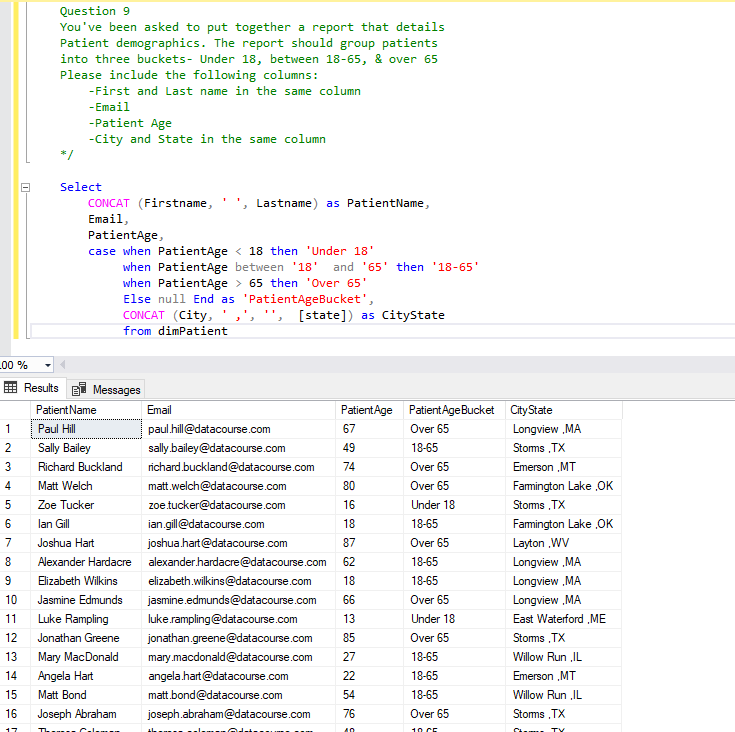 Question 9
You've been asked to put together a report that details
Patient demographics. The report should group patients
into three buckets- Under 18, between 18-65, & over 65
Please include the following columns:
-First and Last name in the same column
-Email
-Patient Age
-City and State in the same column
*/
Select
CONCAT (Firstname, ' ', Lastname) as PatientName,
Email,
PatientAge,
case when PatientAge < 18 then 'Under 18'
when PatientAge between '18'  and '65' then '18-65'
when PatientAge > 65 then 'Over 65'
Else null End as 'PatientAgeBucket',
CONCAT (City, ' ,', '',  [state]) as CityState
from dimPatient
.00 %
Results Messages
PatientName Email PatientAge PatientAgeBucket CityState
1 Paul Hill paul.hill@datacourse.com 67 Over 65 Longview ,MA
2 Sally Bailey sally.bailey@datacourse.com 49 18-65 Storms ,TX
3 Richard Buckland richard.buckland@datacourse.com 74 Over 65 Emerson ,MT
4 Matt Welch matt.welch@datacourse.com 80 Over 65 Farmington Lake ,OK
5 Zoe Tucker zoe.tucker@datacourse.com 16 Under 18 Storms ,TX
6 Ian Gill ian.gill@datacourse.com 18 18-65 Farmington Lake ,OK
7 Joshua Hart joshua.hart@datacourse.com 87 Over 65 Layton ,WV
8 Alexander Hardacre alexander.hardacre@datacourse.com 62 18-65 Longview ,MA
9 Elizabeth Wilkins elizabeth.wilkins@datacourse.com 18 18-65 Longview ,MA
10 Jasmine Edmunds jasmine.edmunds@datacourse.com 66 Over 65 Longview ,MA
11 Luke Rampling luke.rampling@datacourse.com 13 Under 18 East Waterford ,ME
12 Jonathan Greene jonathan.greene@datacourse.com 85 Over 65 Storms ,TX
13 Mary MacDonald mary.macdonald@datacourse.com 27 18-65 Willow Run ,IL
14 Angela Hart angela.hart@datacourse.com 22 18-65 Emerson ,MT
15 Matt Bond matt.bond@datacourse.com 54 18-65 Willow Run ,IL
16 Joseph Abraham joseph.abraham@datacourse.com 76 Over 65 Storms ,TX